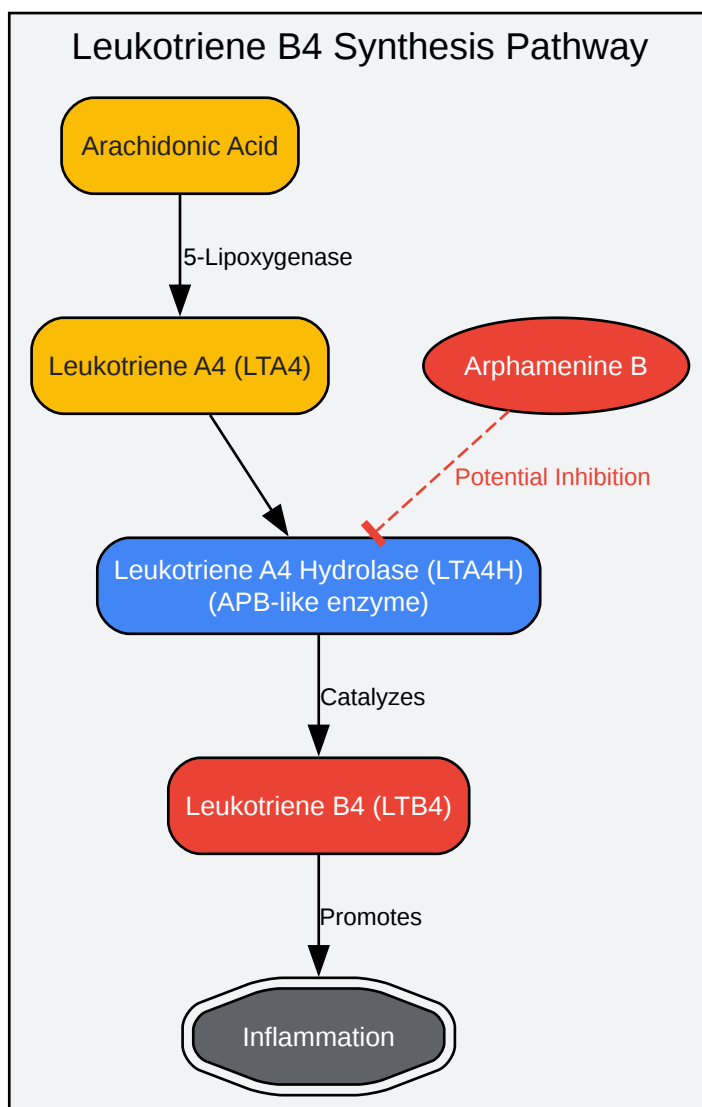 Leukotriene B4 Synthesis Pathway
Arachidonic Acid
5-Lipoxygenase
Leukotriene A4 (LTA4)
Arphamenine B
Potential Inhibition
Leukotriene A4 Hydrolase (LTA4H)
(APB-like enzyme)
Catalyzes
Leukotriene B4 (LTB4)
Promotes
Inflammation